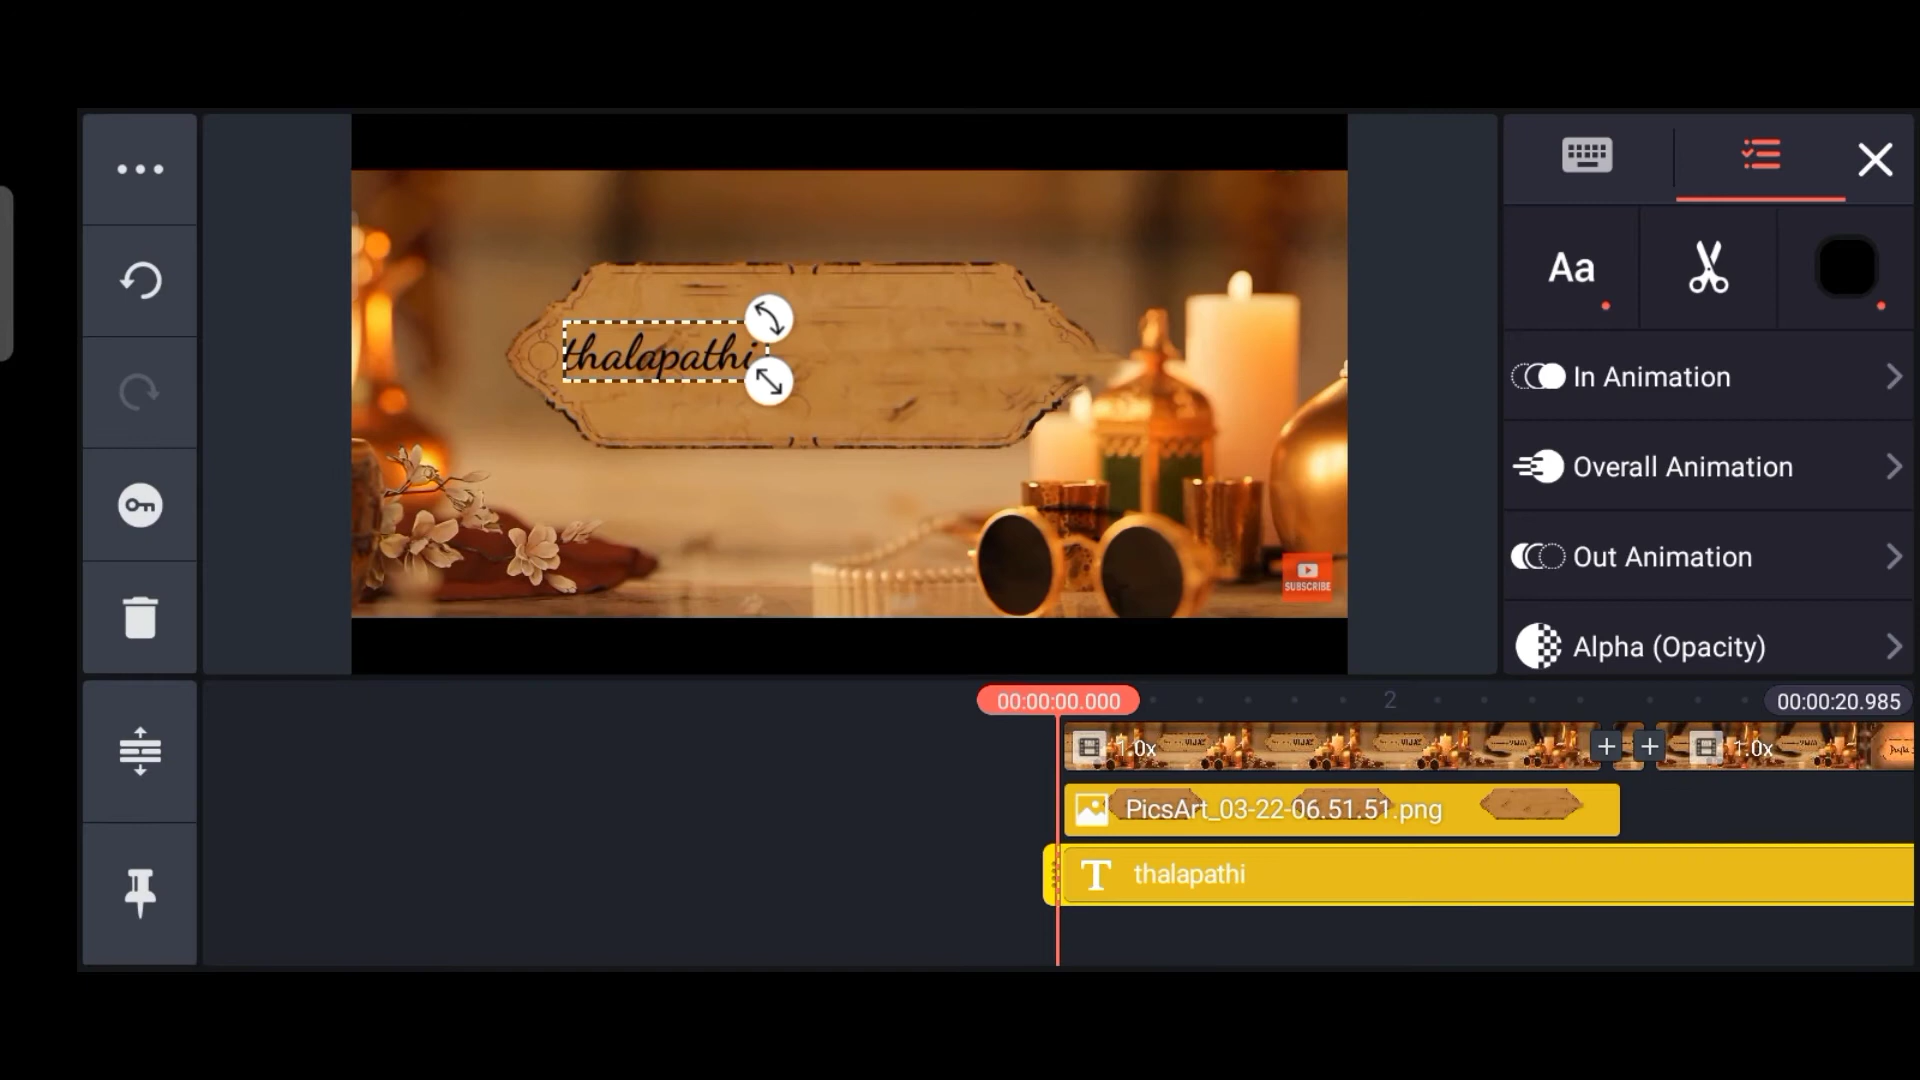 thalapathi
SUBSCRIBE
Aa
In Animation
Overall Animation
Out Animation
Alpha (Opacity)
00:00:00.000
2
00:00:20.985
1.0x
1.0x
PicsArt_03-22-06.51.51.png
T thalapathi